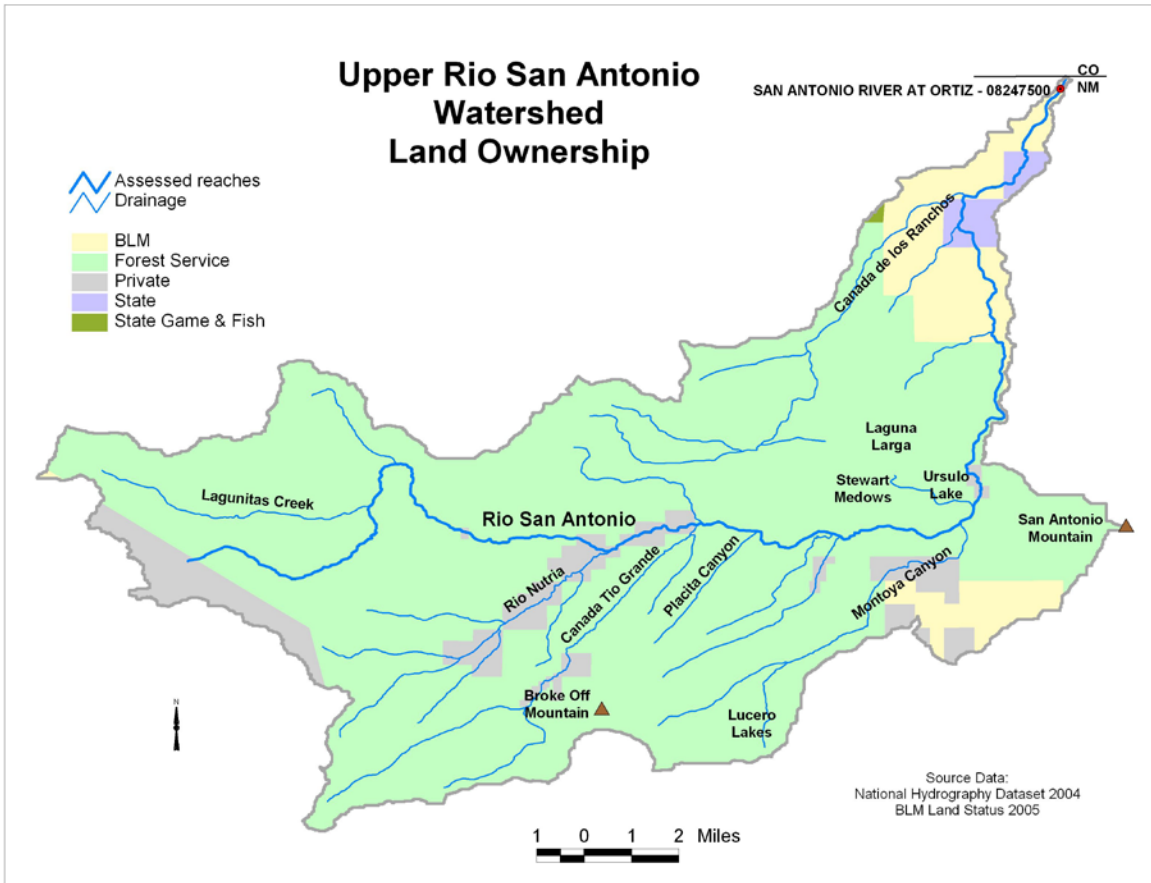 Upper Rio San Antonio
Watershed
Land Ownership
CO
SAN ANTONIO RIVER AT ORTIZ - 08247500
NM
Assessed reaches
Drainage
BLM
Forest Service
Private
State
State Game & Fish
Canada de los Ranchos
Laguna
Larga
Stewart
Medows
Ursulo
Lake
Lagunitas Creek
Rio San Antonio
San Antonio
Mountain
Rio Nutria
Canada Tio Grande
Placita Canyon
Montoya Canyon
Broke Off
Mountain
Lucero
Lakes
N
Source Data:
National Hydrography Dataset 2004
BLM Land Status 2005
1 0 1 2 Miles